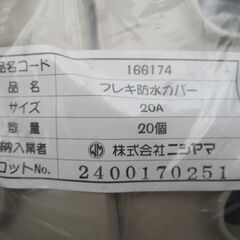 品名コード 166174
品名 フレキ防水カバー
サイズ 20A
入数 20個
納入業者 株式会社ニシヤマ
ロットNo. 2400170251